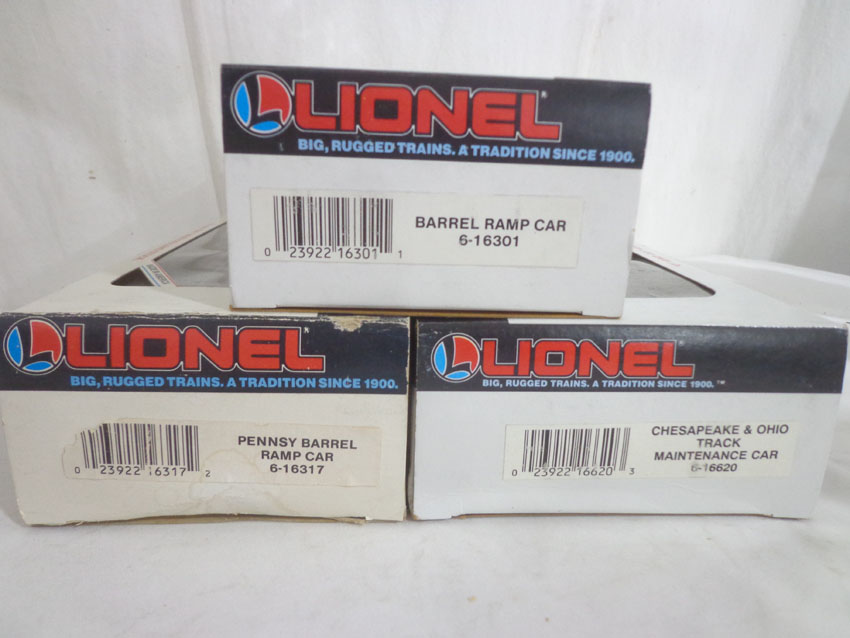 LIONEL
BIG, RUGGED TRAINS. A TRADITION SINCE 1900.
BARREL RAMP CAR
6-16301
0 23922 16301 1
LIONEL
BIG, RUGGED TRAINS. A TRADITION SINCE 1900.
PENNSY BARREL
RAMP CAR
6-16317
0 23922 16317 2
LIONEL
BIG, RUGGED TRAINS. A TRADITION SINCE 1900. ™
CHESAPEAKE & OHIO
TRACK
MAINTENANCE CAR
6-16620
0 23922 16620 3